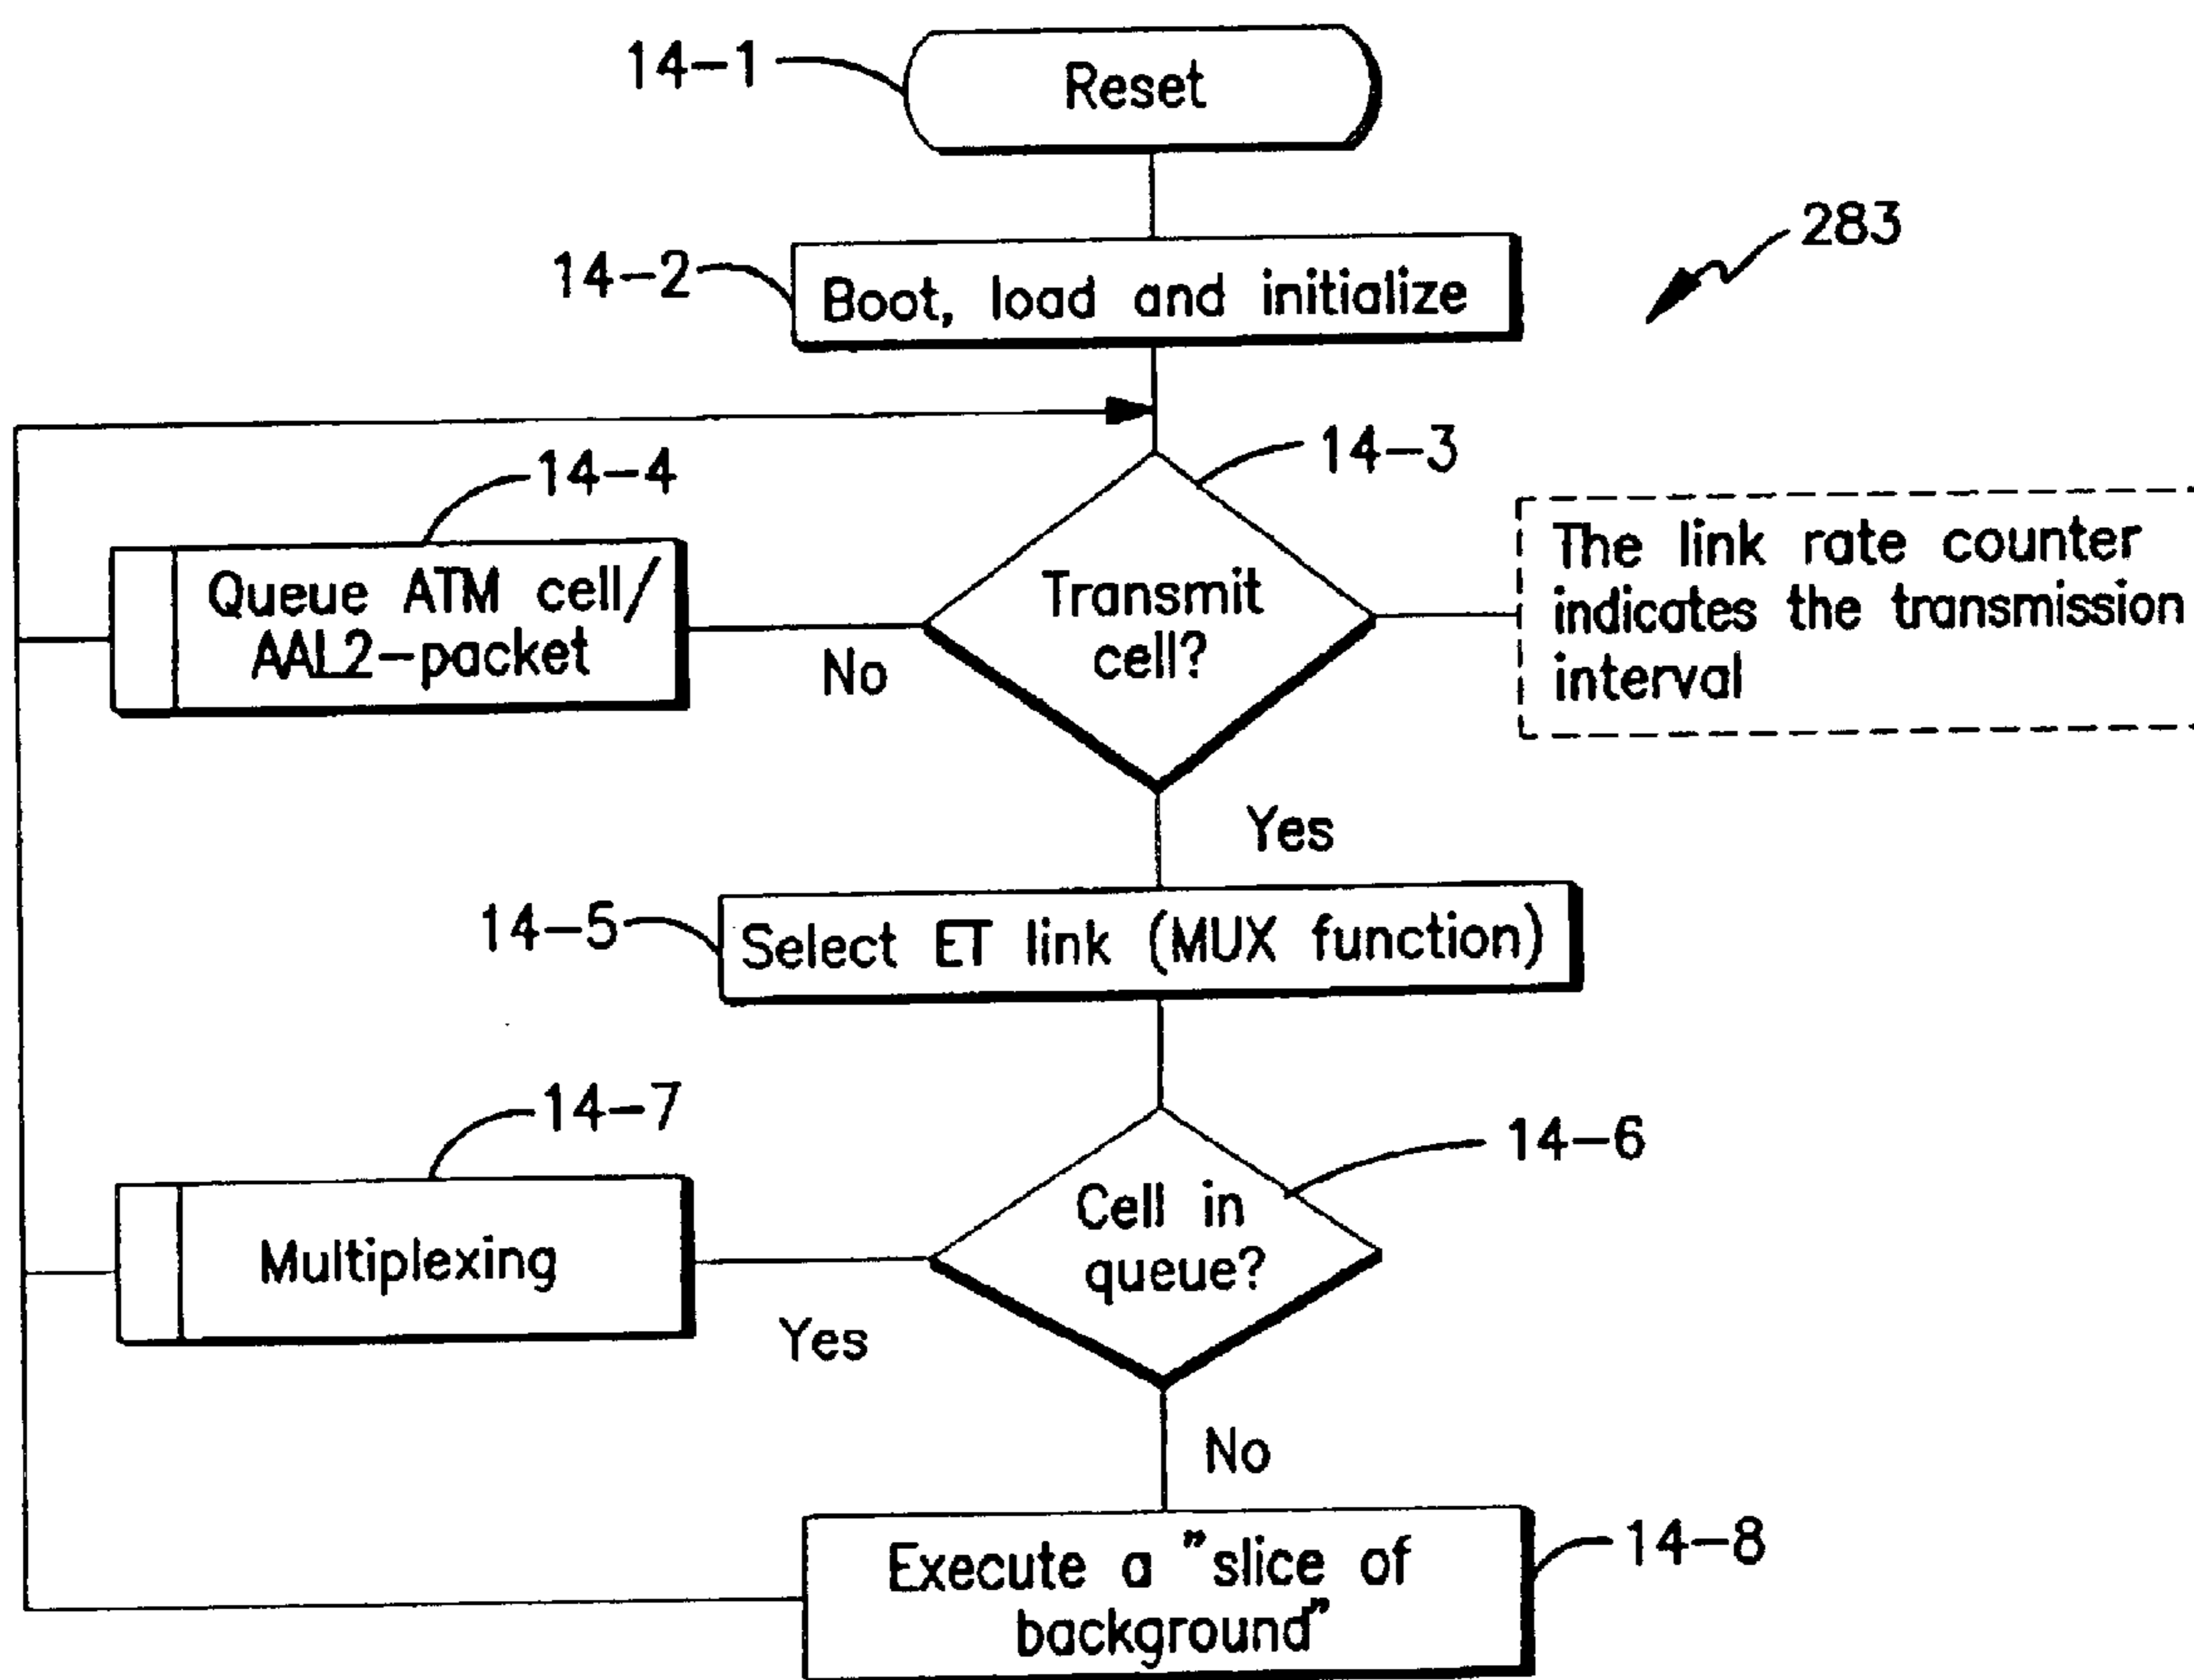 14-1
Reset
283
14-2
Boot, load and initialize
14-3
14-4
Queue ATM cell/
AAL2-packet
No
Transmit
cell?
The link rate counter
indicates the transmission
interval
Yes
14-5
Select ET link (MUX function)
14-7
14-6
Multiplexing
Yes
Cell in
queue?
No
14-8
Execute a "slice of
background"